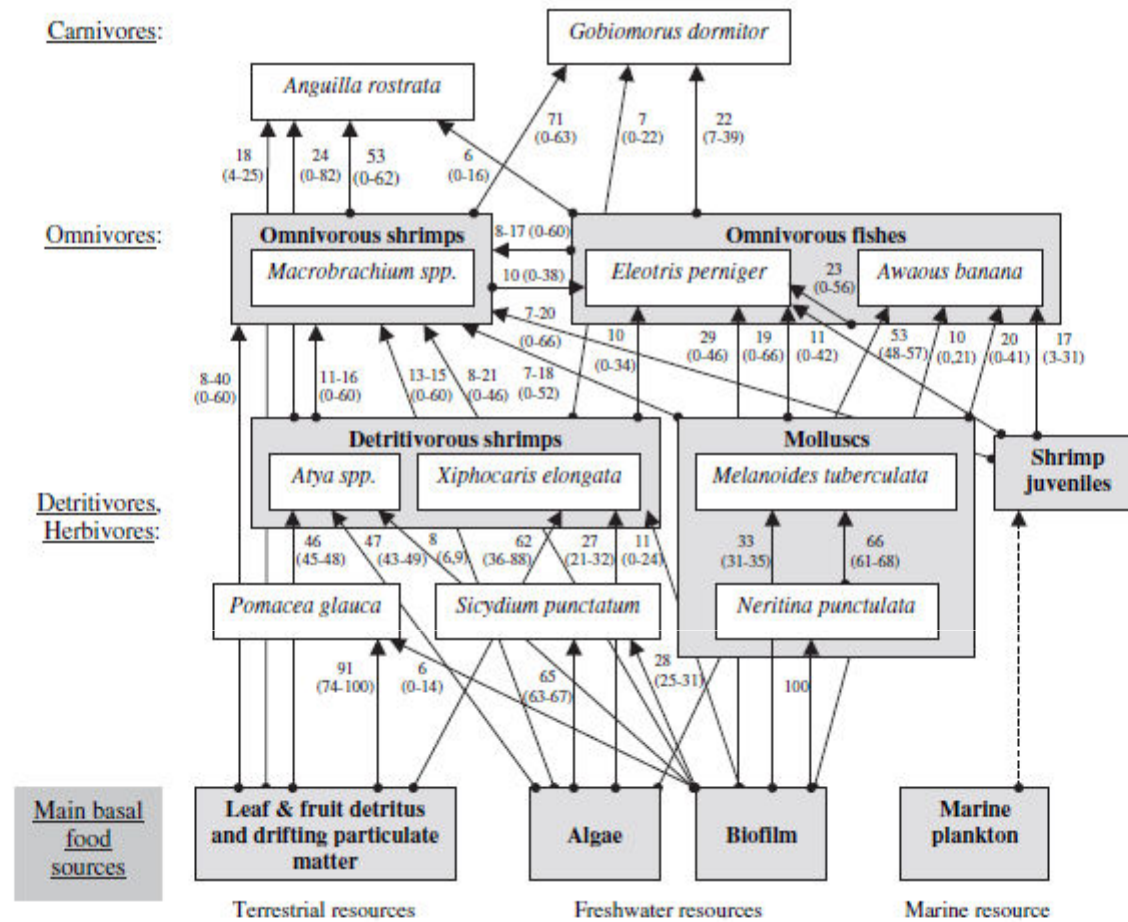 Carnivores:
Gobiomorus dormitor
Anguilla rostrata
18
(4-25)
24
(0-82)
53
(0-62)
6
(0-16)
71
(0-63)
7
(0-22)
22
(7-39)
Omnivores:
Omnivorous shrimps
Macrobrachium spp.
8-17 (0-60)
10 (0-38)
Omnivorous fishes
Eleotris perniger
23
(0-56)
Awaous banana
8-40
(0-60)
11-16
(0-60)
13-15
(0-60)
8-21
(0-46)
7-20
(0-66)
7-18
(0-52)
10
(0-34)
29
(0-46)
19
(0-66)
11
(0-42)
53
(48-57)
10
(0,21)
20
(0-41)
17
(3-31)
Detritivores,
Herbivores:
Detritivorous shrimps
Atya spp.
Xiphocaris elongata
Molluscs
Melanoides tuberculata
Shrimp
juveniles
46
(45-48)
47
(43-49)
8
(6,9)
62
(36-88)
27
(21-32)
11
(0-24)
33
(31-35)
66
(61-68)
Pomacea glauca
Sicydium punctatum
Neritina punctulata
91
(74-100)
6
(0-14)
65
(63-67)
28
(25-31)
100
Main basal
food
sources
Leaf & fruit detritus
and drifting particulate
matter
Algae
Biofilm
Marine
plankton
Terrestrial resources
Freshwater resources
Marine resource